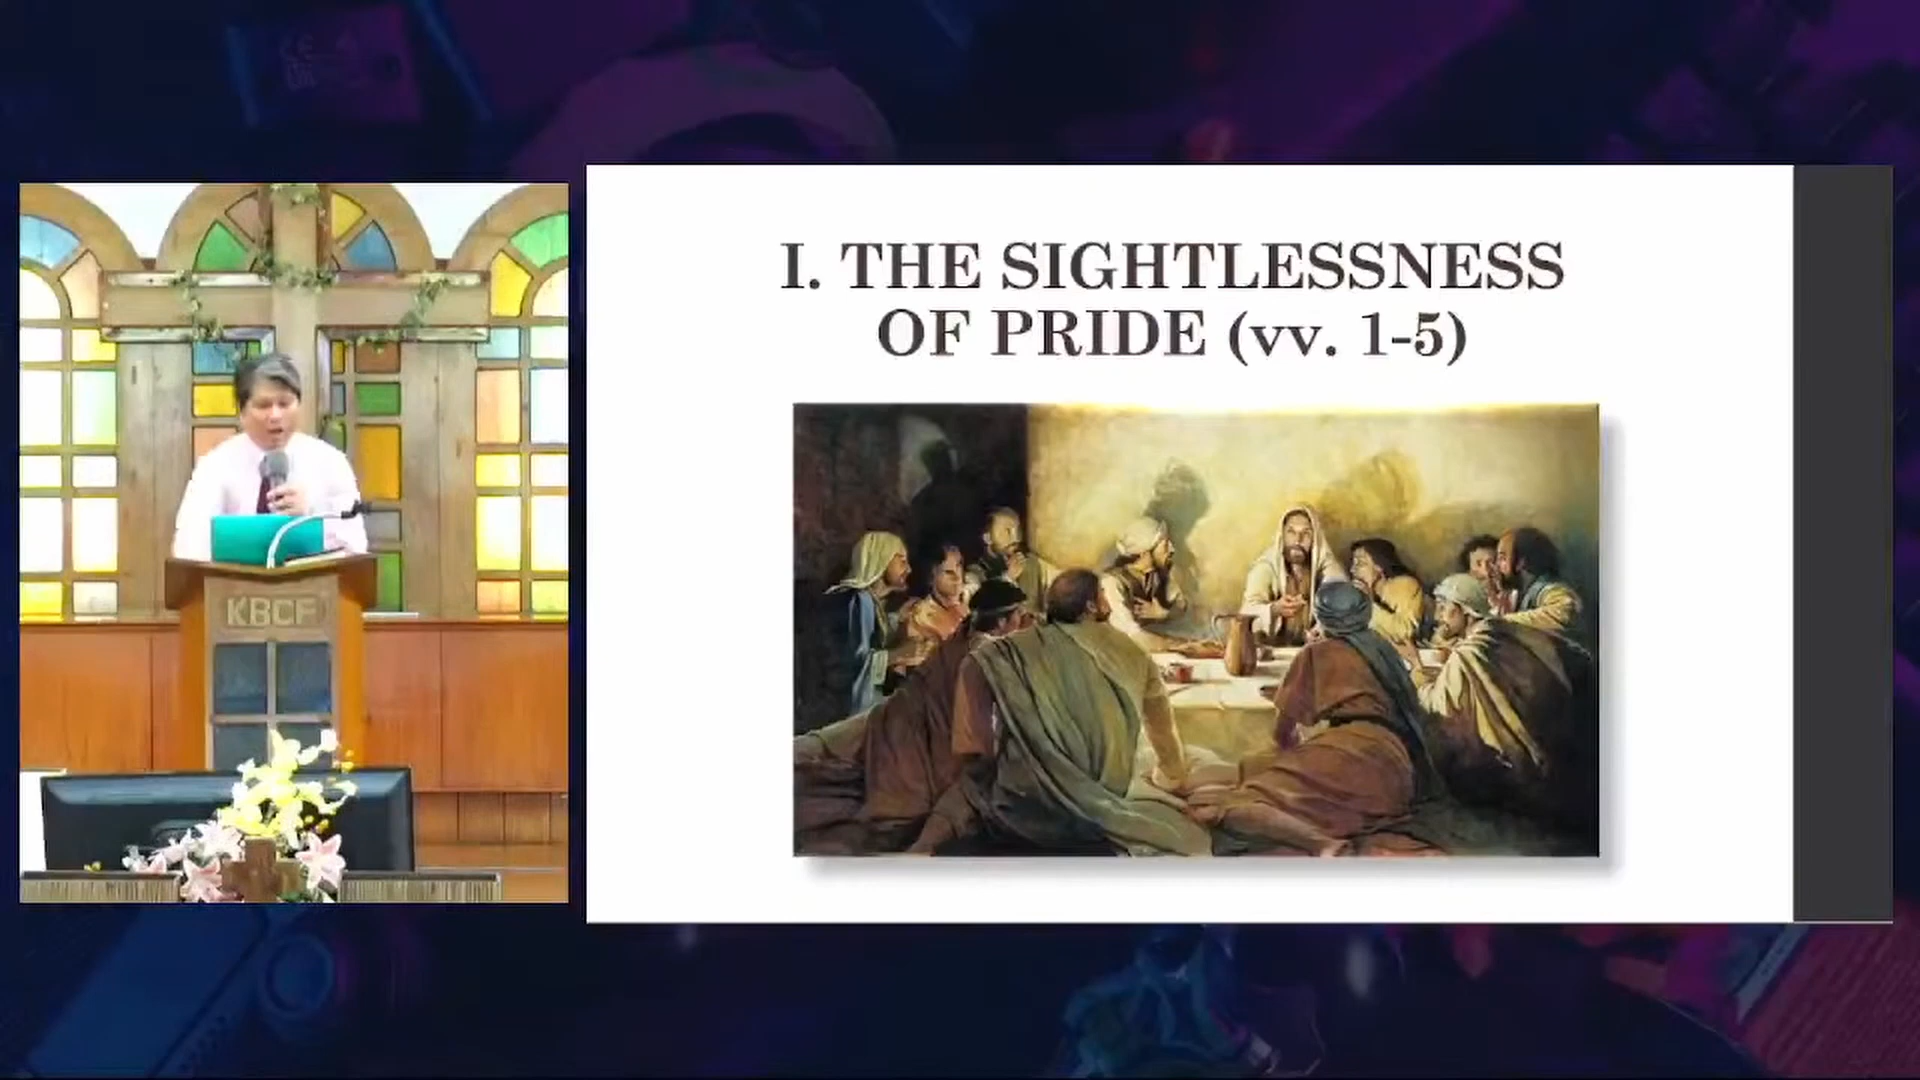 I. THE SIGHTLESSNESS
OF PRIDE (vv. 1-5)
KBCF